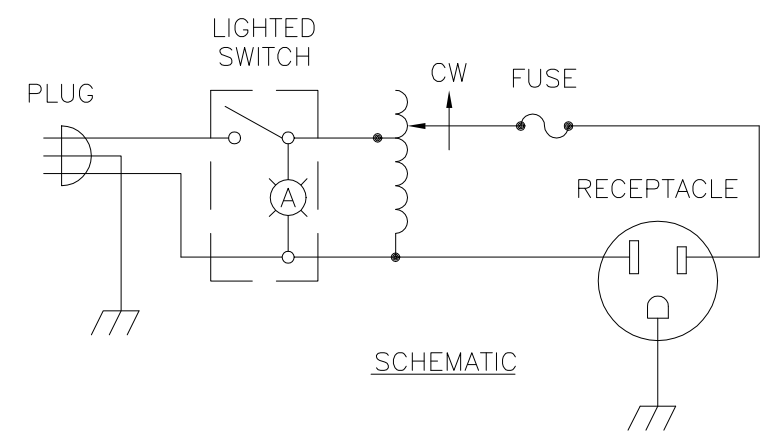 LIGHTED
SWITCH
PLUG
CW
FUSE
RECEPTACLE
A
SCHEMATIC